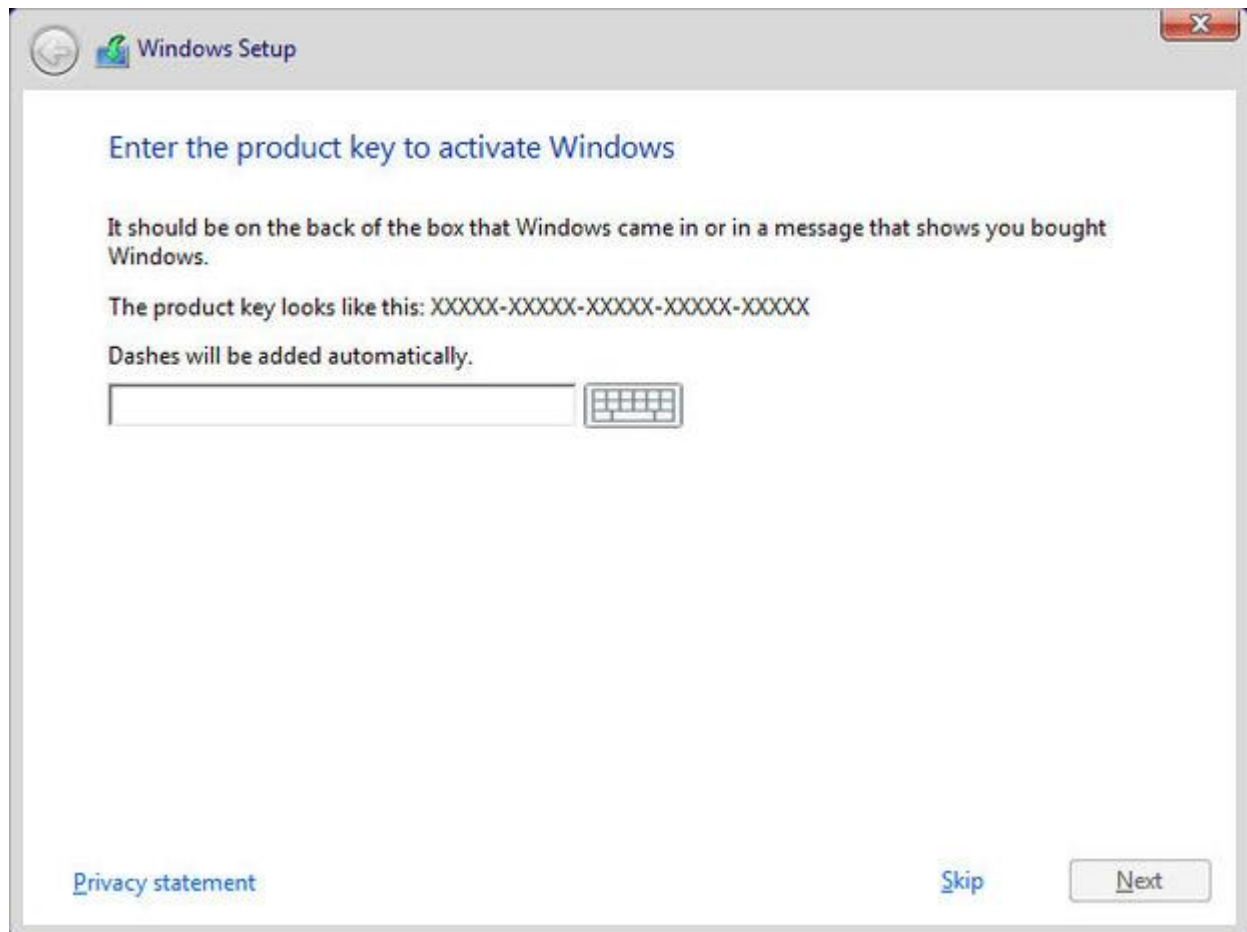 Windows Setup
Enter the product key to activate Windows
It should be on the back of the box that Windows came in or in a message that shows you bought
Windows.
The product key looks like this: XXXXX-XXXXX-XXXXX-XXXXX-XXXXX
Dashes will be added automatically.
Privacy statement
Skip
Next